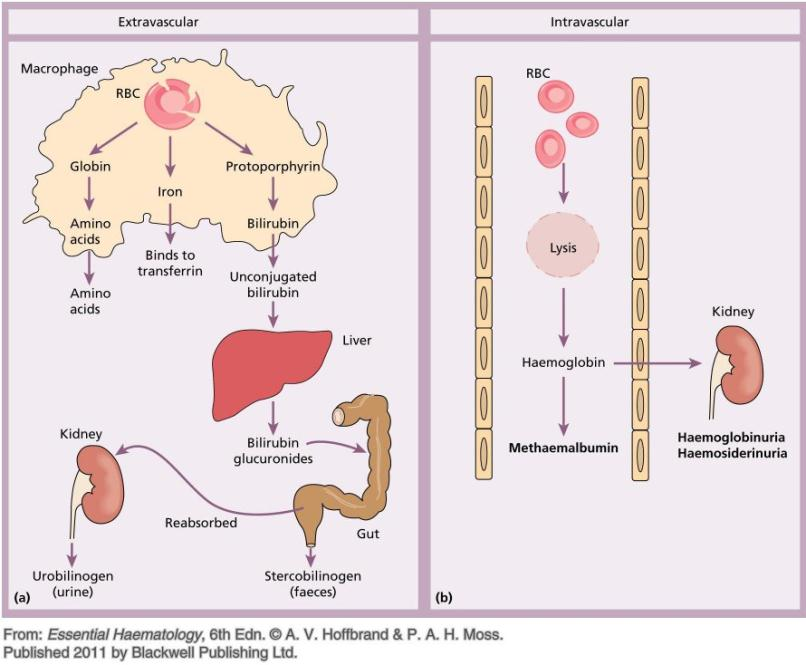 Extravascular
Intravascular
Macrophage
RBC
Globin
Iron
Protoporphyrin
Amino
acids
Bilirubin
Binds to
transferrin
Amino
acids
Unconjugated
bilirubin
Liver
Bilirubin
glucuronides
Kidney
Reabsorbed
Gut
Urobilinogen
(urine)
Stercobilinogen
(faeces)
(a)
RBC
Lysis
Haemoglobin
Kidney
Methaemalbumin
Haemoglobinuria
Haemosiderinuria
(b)
From: Essential Haematology, 6th Edn. © A. V. Hoffbrand & P. A. H. Moss.
Published 2011 by Blackwell Publishing Ltd.